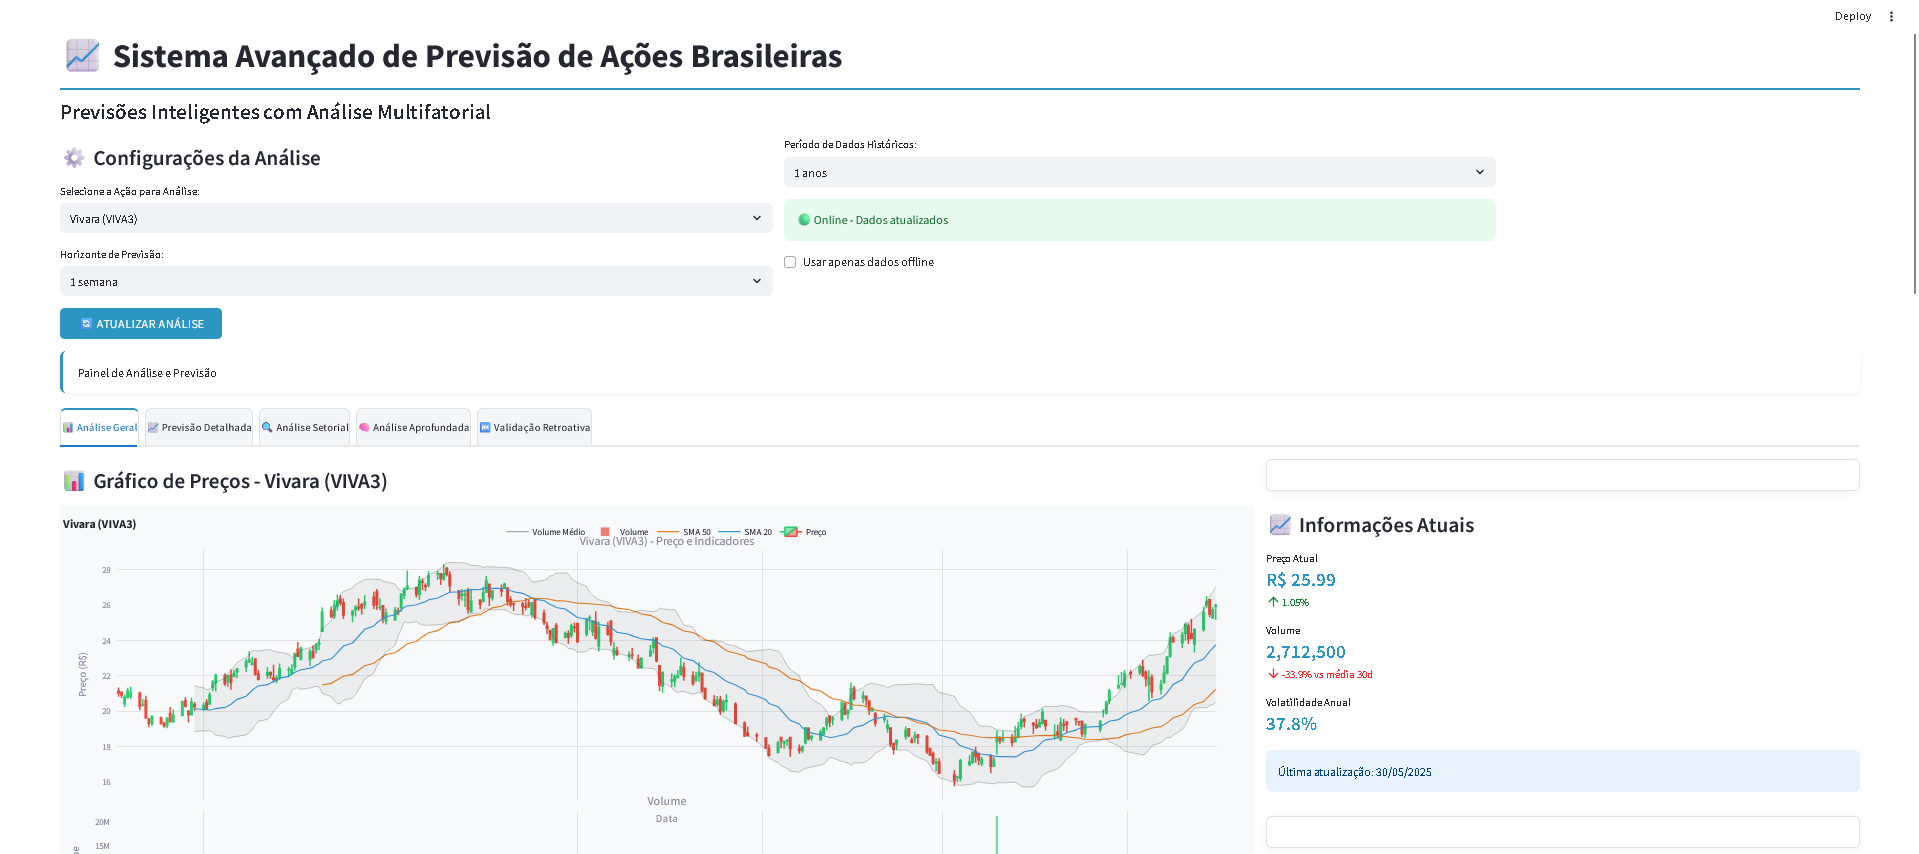 Deploy
Sistema Avançado de Previsão de Ações Brasileiras
Previsões Inteligentes com Análise Multifatorial
Configurações da Análise
Selecione a Ação para Análise:
Vivara (VIVA3)
Horizonte de Previsão:
1 semana
Período de Dados Históricos:
1 anos
Online - Dados atualizados
Usar apenas dados offline
ATUALIZAR ANÁLISE
Painel de Análise e Previsão
Análise Geral
Previsão Detalhada
Análise Setorial
Análise Aprofundada
Validação Retroativa
Gráfico de Preços - Vivara (VIVA3)
Vivara (VIVA3)
Volume Médio
Volume
SMA 50
SMA 20
Preço
Vivara (VIVA3) - Preço e Indicadores
Preço (R$)
28
26
24
22
20
18
16
Volume
Data
20M
15M
Informações Atuais
Preço Atual
R$ 25.99
1.05%
Volume
2,712,500
-33.9% vs média 30d
Volatilidade Anual
37.8%
Última atualização: 30/05/2025